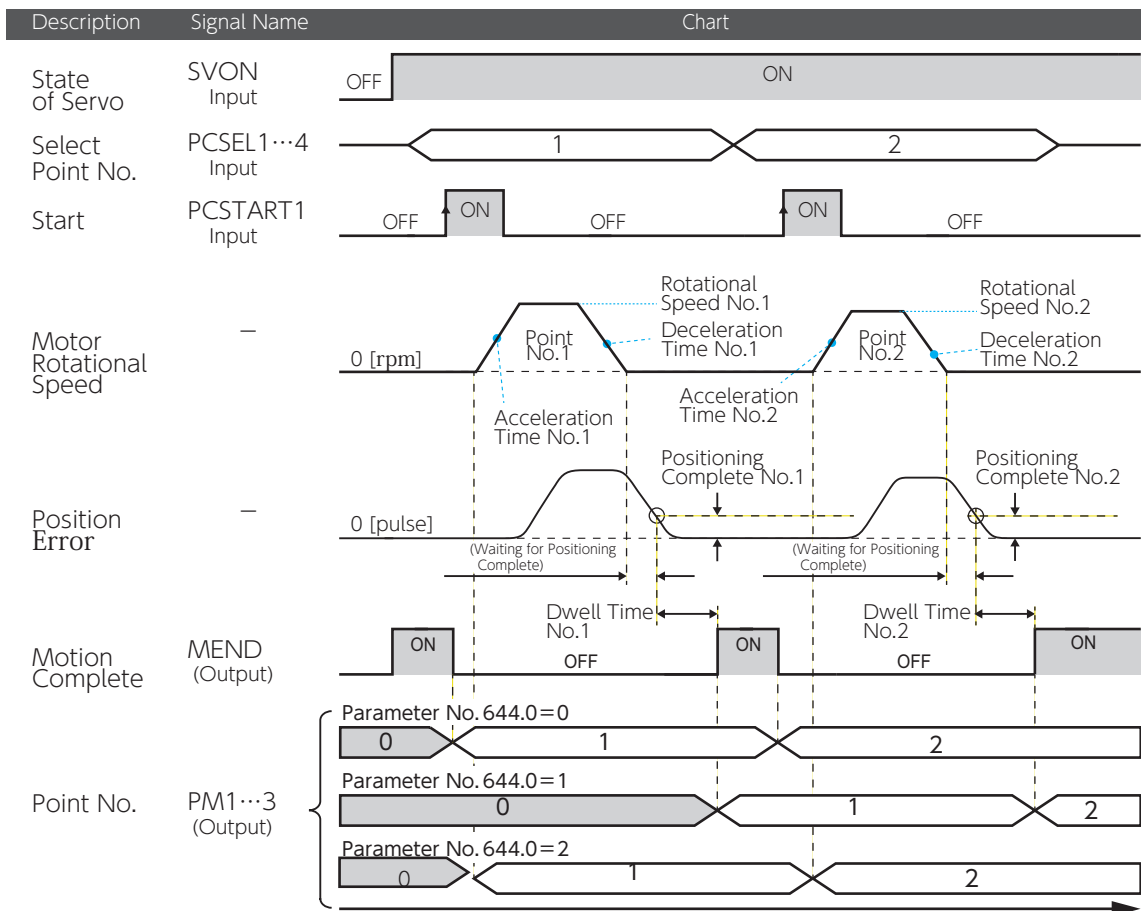 Description Signal Name Chart
State
of Servo
SVON
Input
OFF
ON
Select
Point No.
PCSEL1…4
Input
1
2
Start
PCSTART1
Input
OFF
ON
OFF
ON
OFF
Motor
Rotational
Speed
–
0 [rpm]
Point
No.1
Rotational
Speed No.1
Deceleration
Time No.1
Acceleration
Time No.1
Point
No.2
Rotational
Speed No.2
Deceleration
Time No.2
Acceleration
Time No.2
Position
Error
–
0 [pulse]
Positioning
Complete No.1
(Waiting for Positioning
Complete)
Positioning
Complete No.2
(Waiting for Positioning
Complete)
Dwell Time
No.1
Dwell Time
No.2
Motion
Complete
MEND
(Output)
ON
OFF
ON
OFF
ON
Point No.
PM1…3
(Output)
Parameter No. 644.0=0
0
1
2
Parameter No. 644.0=1
0
1
2
Parameter No. 644.0=2
0
1
2